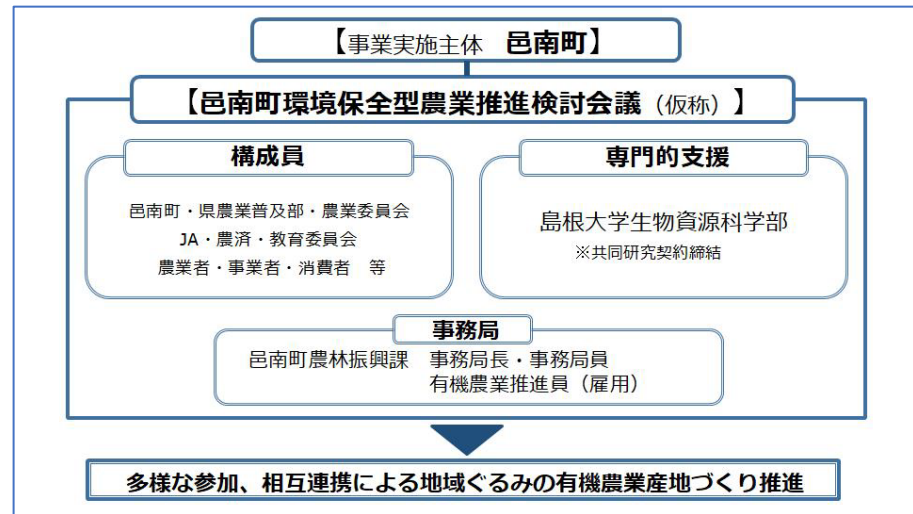 【事業実施主体　邑南町】
【邑南町環境保全型農業推進検討会議（仮称）】
構成員
邑南町・県農業普及部・農業委員会
JA・農済・教育委員会
農業者・事業者・消費者　等
専門的支援
島根大学生物資源科学部
※共同研究契約締結
事務局
邑南町農林振興課　事務局長・事務局員
有機農業推進員（雇用）
多様な参加、相互連携による地域ぐるみの有機農業産地づくり推進